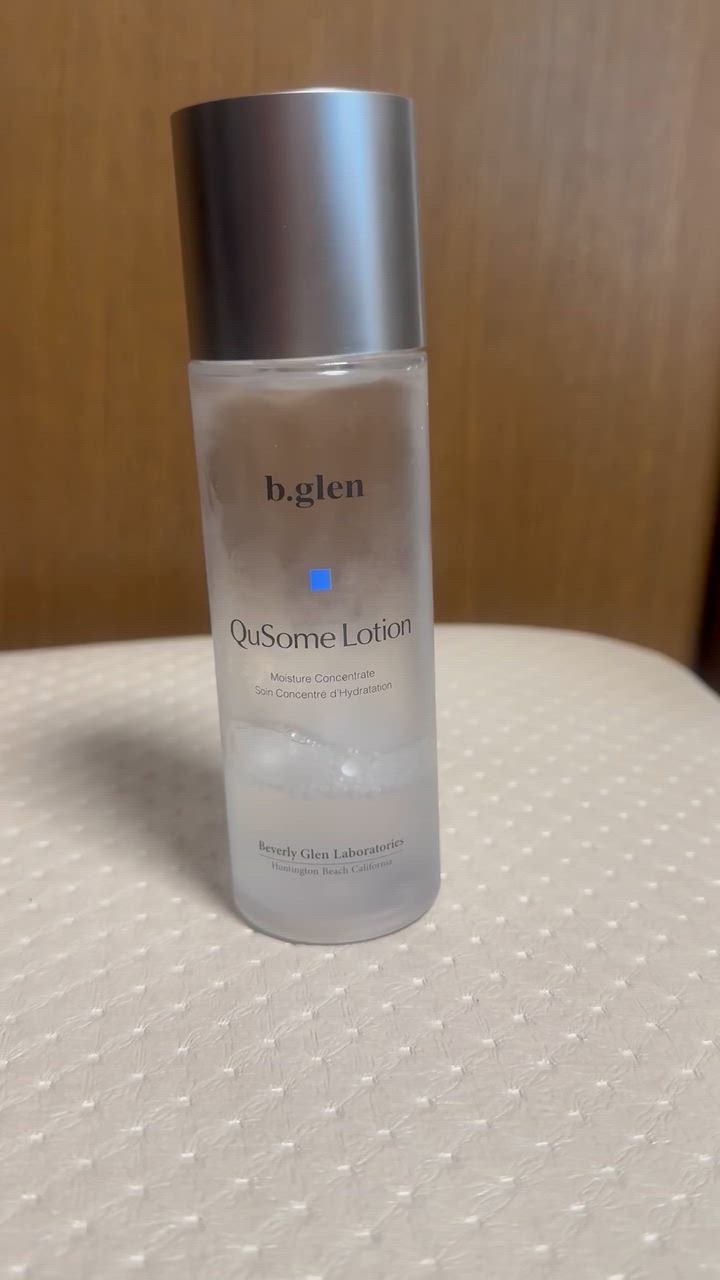 b.glen
QuSome Lotion
Moisture Concentrate
Soin Concentré d'Hydratation
Beverly Glen Laboratories
Huntington Beach California